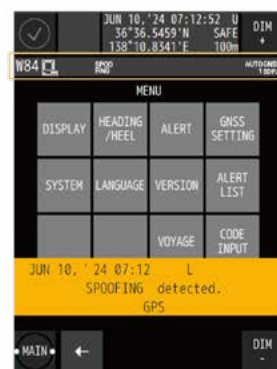 JUN 10, '24 07:12:52 U
36°36.5459'N SAFE
138°10.8341'E 100m
DIM
+
W84
SPOO
FING
MENU
DISPLAY
HEADING
/HEEL
ALERT
GNSS
SETTING
SYSTEM
LANGUAGE
VERSION
ALERT
LIST
VOYAGE
CODE
INPUT
JUN 10, '24 07:12 L
SPOOFING detected.
GPS
MAIN
DIM
-